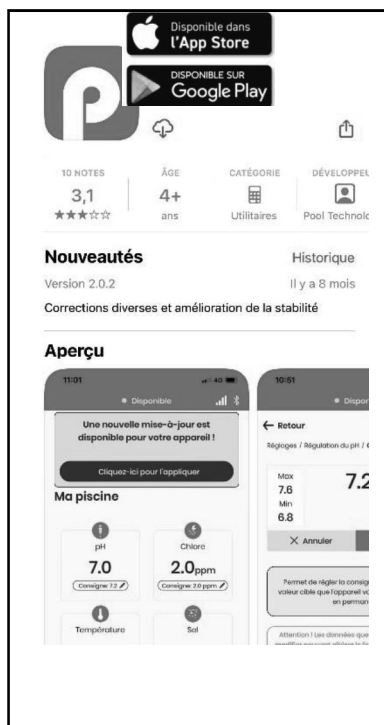 Disponible dans
l'App Store
DISPONIBLE SUR
Google Play
P
10 NOTES
ÂGE
CATÉGORIE
DÉVELOPPEU
3,1
4+
ans
Utilitaires
Pool Technolo
Nouveautés
Historique
Version 2.0.2
Il y a 8 mois
Corrections diverses et amélioration de la stabilité
Aperçu
11:01
4G
Disponible
Une nouvelle mise-à-jour est
disponible pour votre appareil !
Cliquez-ici pour l'appliquer
Ma piscine
pH
7.0
Consigne: 7.2
Chlore
2.0ppm
Consigne: 2.0 ppm
Température
Sel
10:51
Dispon
Retour
Réglages / Régulation du pH /
Max
7.6
Min
6.8
7.2
Annuler
Permet de régler la consig
valeur cible que l'appareil vo
en perman
Attention ! Les données que